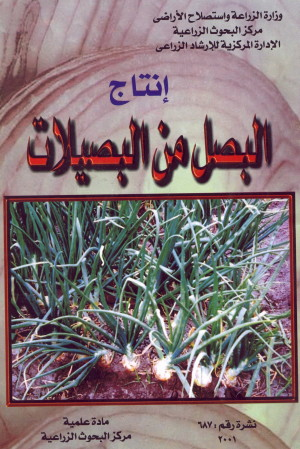 وزارة الزراعة واستصلاح الأراضى
مركز البحوث الزراعية
الإدارة المركزية للإرشاد الزراعى
إنتاج
البصل من البصيلات
نشرة رقم : ٦٨٧
٢٠٠١
مادة علمية
مركز البحوث الزراعية